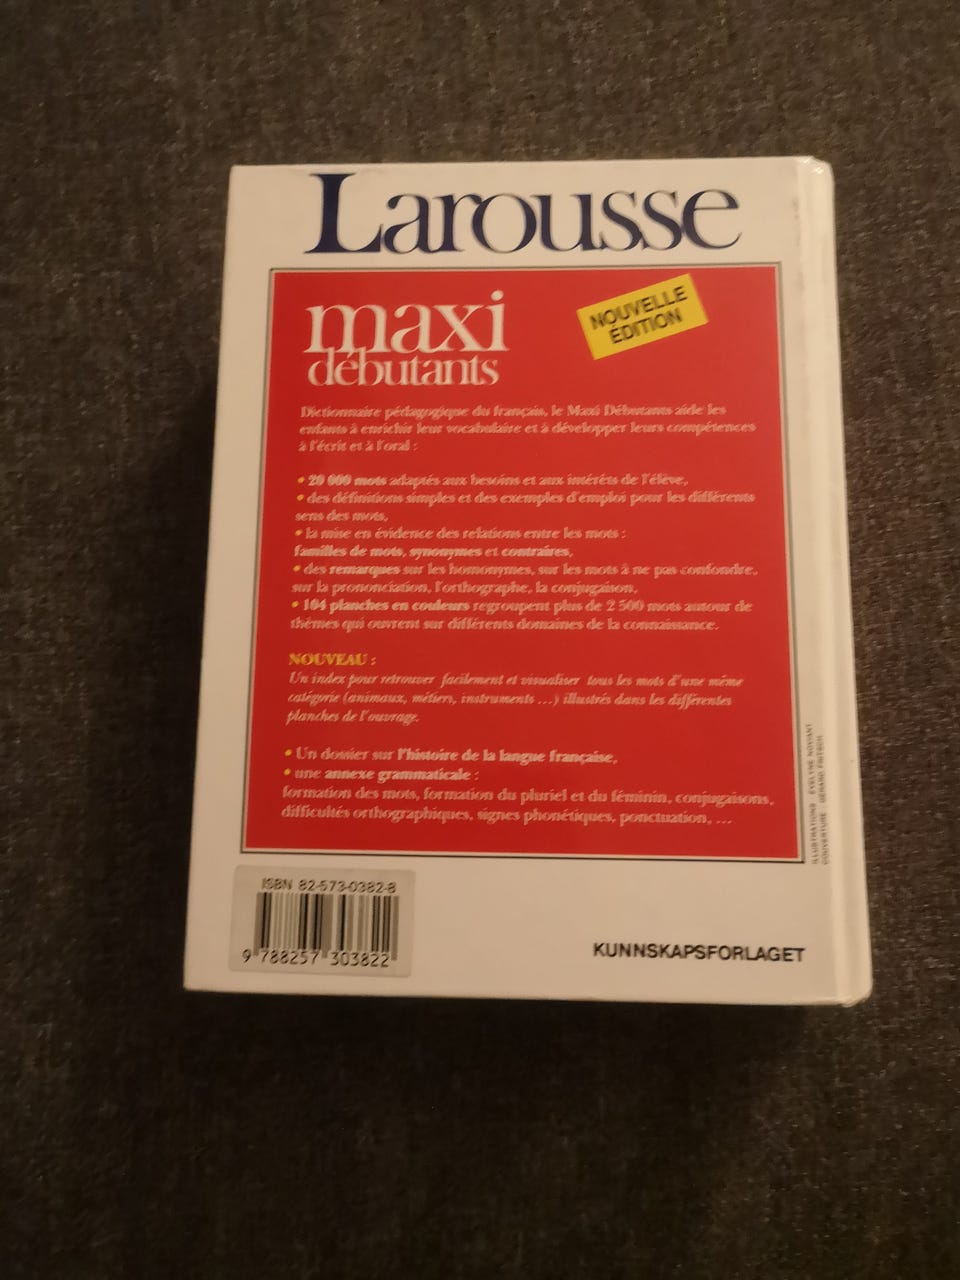 Larousse
maxi
débutants
NOUVELLE
ÉDITION
Dictionnaire pédagogique du français, le Maxi Débutants aide les
enfants à enrichir leur vocabulaire et à développer leurs compétences
à l'écrit et à l'oral :
• 20 000 mots adaptés aux besoins et aux intérêts de l'élève,
• des définitions simples et des exemples d'emploi pour les différents
sens des mots,
• la mise en évidence des relations entre les mots :
familles de mots, synonymes et contraires,
• des remarques sur les homonymes, sur les mots à ne pas confondre,
sur la prononciation, l'orthographe, la conjugaison,
• 104 planches en couleurs regroupent plus de 2 500 mots autour de
thèmes qui ouvrent sur différents domaines de la connaissance.
NOUVEAU :
Un index pour retrouver facilement et visualiser tous les mots d'une même
catégorie (animaux, métiers, instruments ...) illustrés dans les différentes
planches de l'ouvrage.
• Un dossier sur l'histoire de la langue française,
• une annexe grammaticale :
formation des mots, formation du pluriel et du féminin, conjugaisons,
difficultés orthographiques, signes phonétiques, ponctuation, ...
ILLUSTRATIONS : ÉVELYNE NOVIANT
COUVERTURE : GÉRARD FRITSCH
ISBN 82-573-0382-8
9 788257 303822
KUNNSKAPSFORLAGET